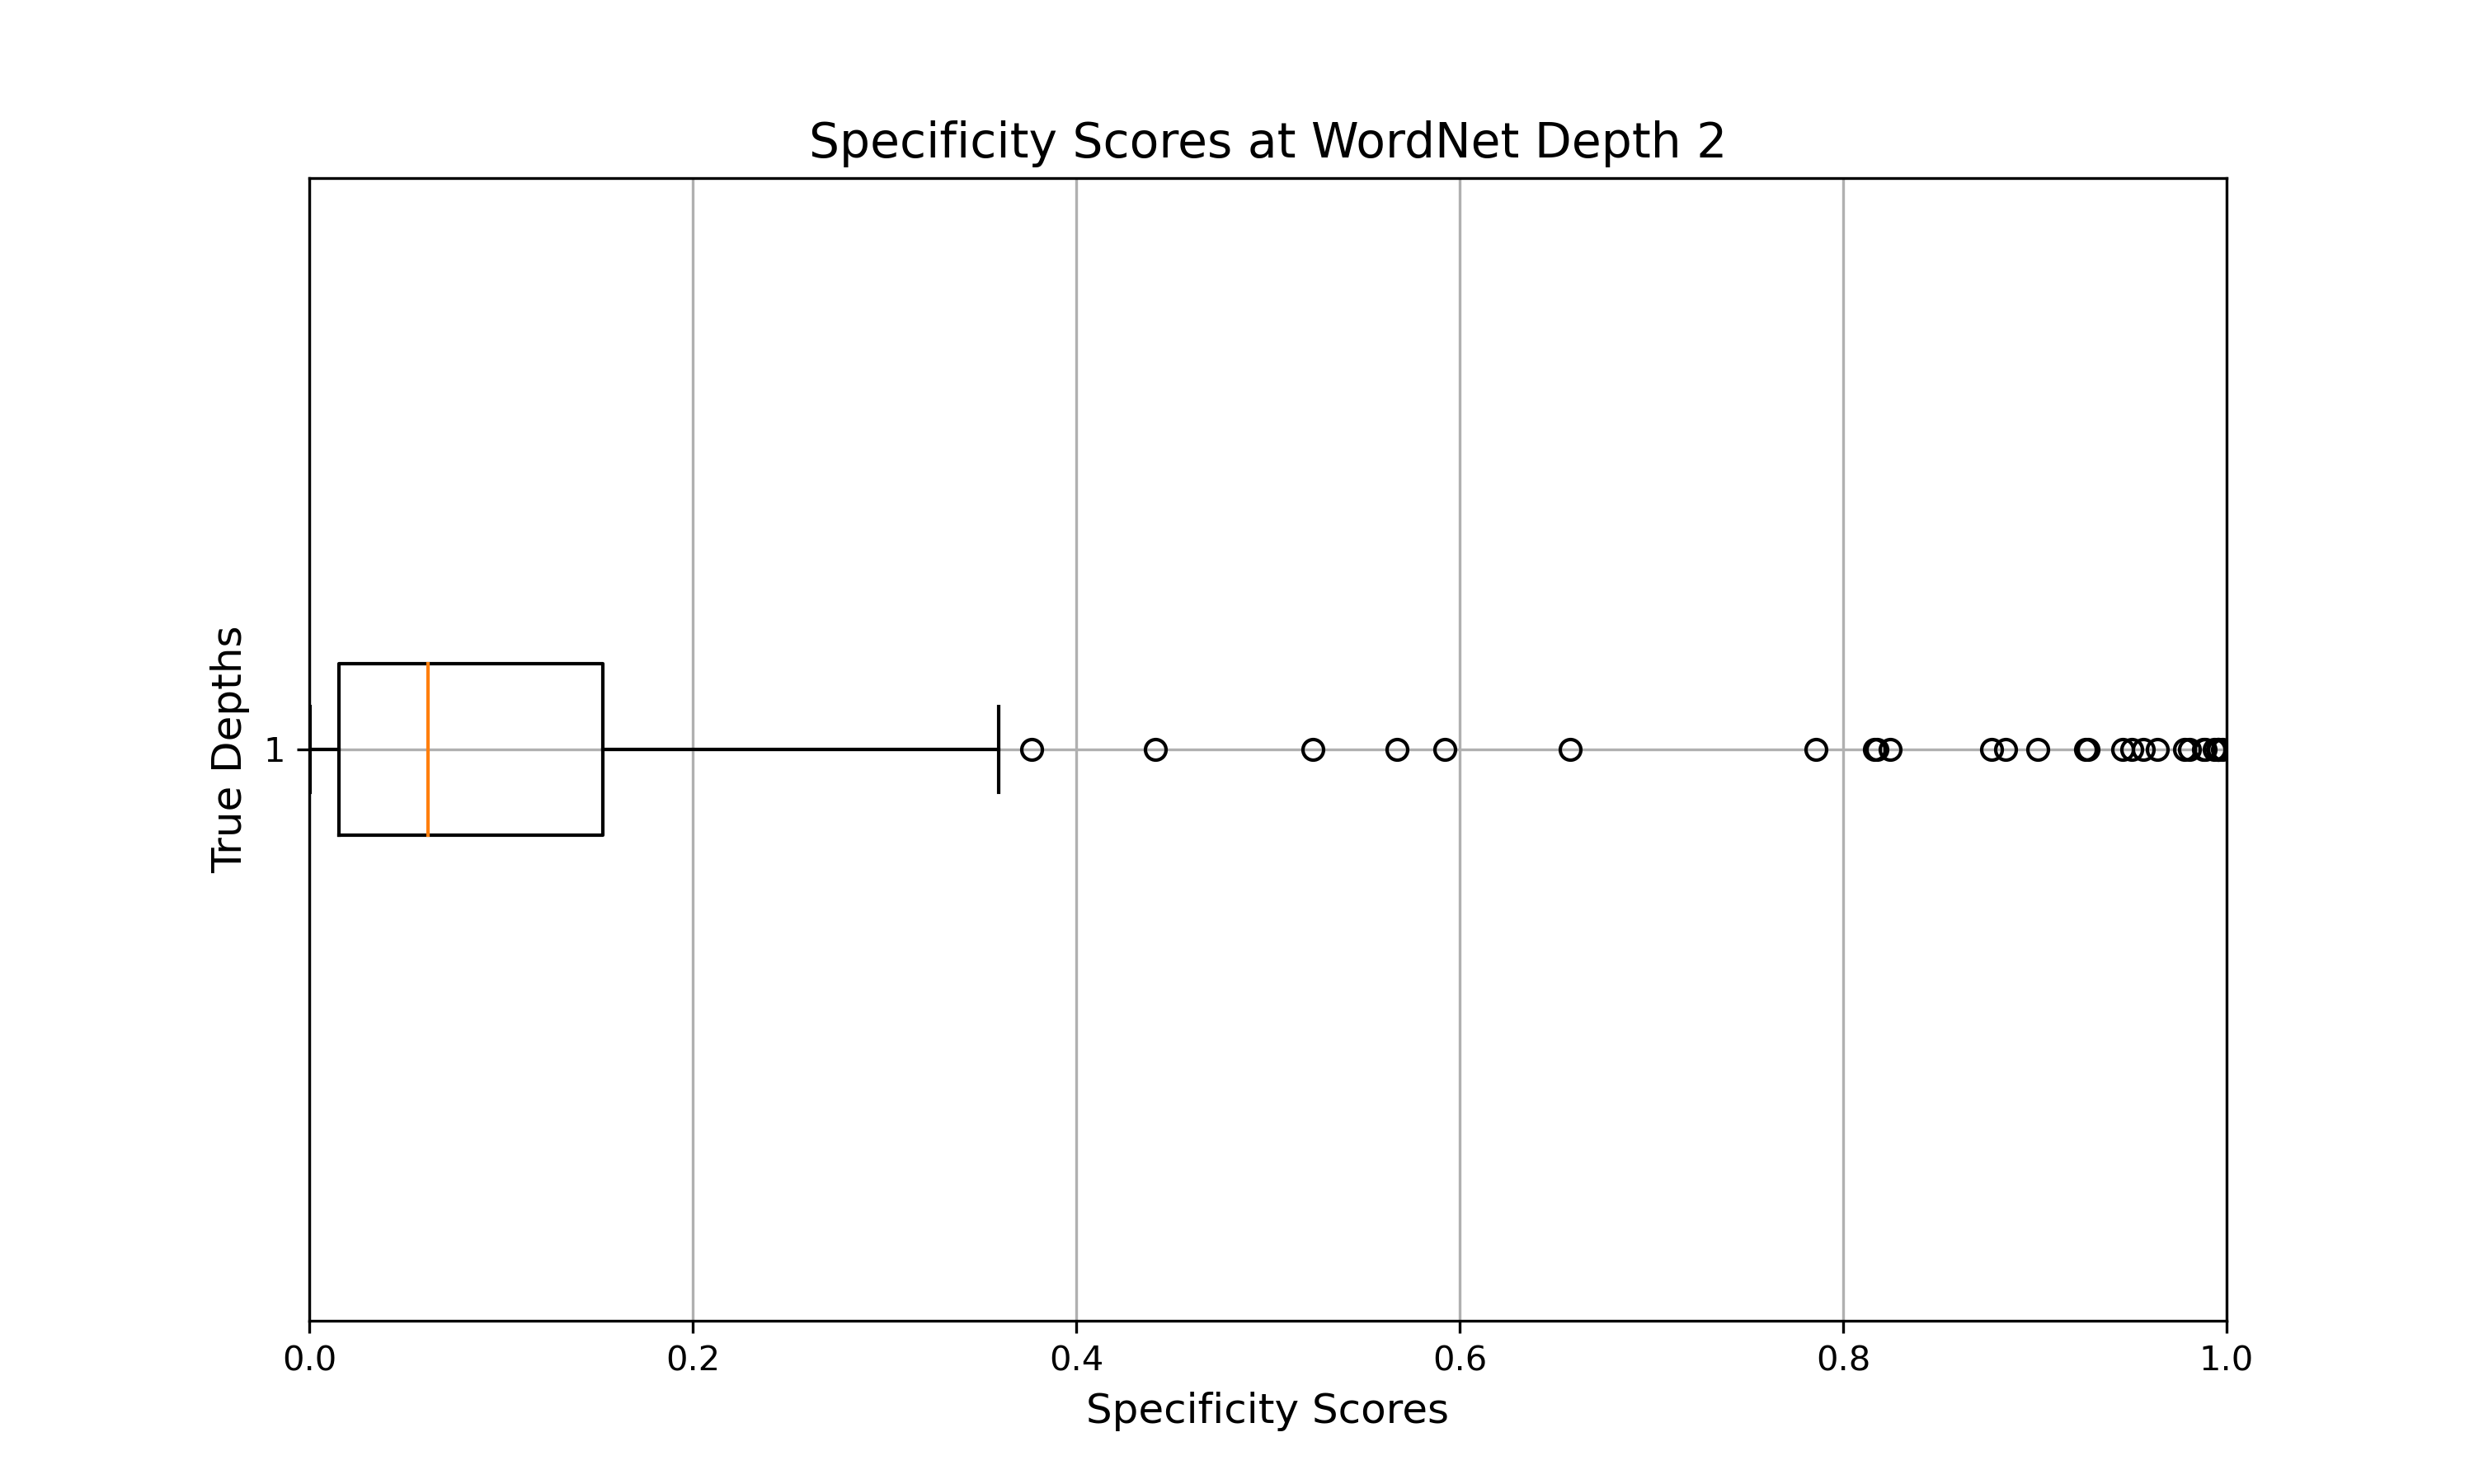 Specificity Scores at WordNet Depth 2
True Depths
1
0.0 0.2 0.4 0.6 0.8 1.0
Specificity Scores